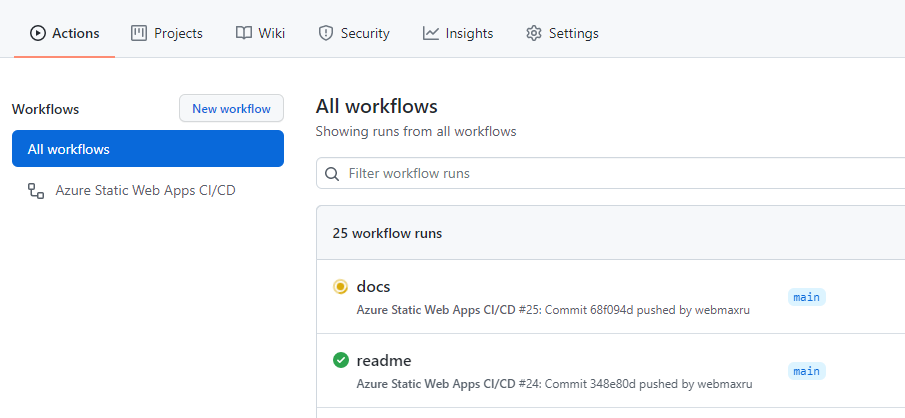 Actions Projects Wiki Security Insights Settings
Workflows
New workflow
All workflows
Azure Static Web Apps CI/CD
All workflows
Showing runs from all workflows
Filter workflow runs
25 workflow runs
docs
Azure Static Web Apps CI/CD #25: Commit 68f094d pushed by webmaxru
main
readme
Azure Static Web Apps CI/CD #24: Commit 348e80d pushed by webmaxru
main